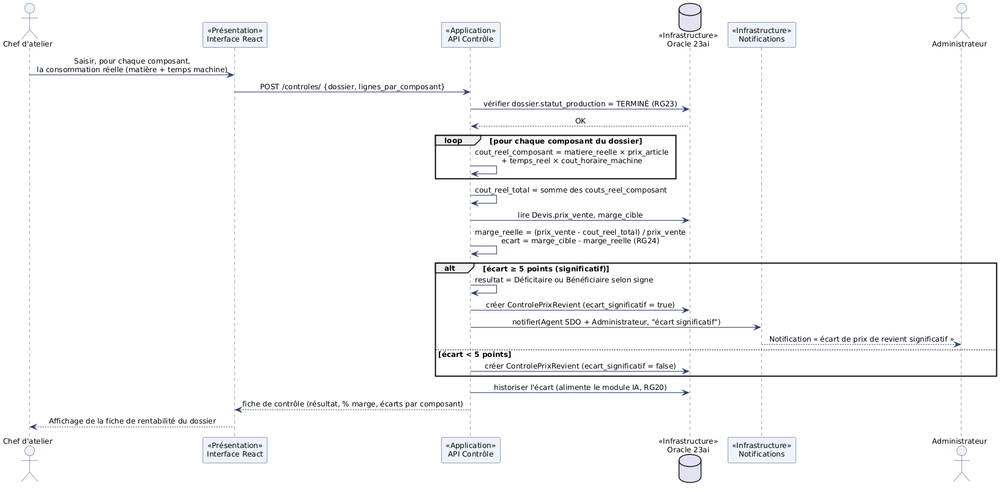 Chef d'atelier
«Présentation»
Interface React
«Application»
API Contrôle
«Infrastructure»
Oracle 23ai
«Infrastructure»
Notifications
Administrateur
Saisir, pour chaque composant,
la consommation réelle (matière + temps machine)
POST /controles/ {dossier, lignes_par_composant}
vérifier dossier.statut_production = TERMINÉ (RG23)
OK
loop [pour chaque composant du dossier]
cout_reel_composant = matiere_reelle × prix_article
+ temps_reel × cout_horaire_machine
cout_reel_total = somme des couts_reel_composant
lire Devis.prix_vente, marge_cible
marge_reelle = (prix_vente - cout_reel_total) / prix_vente
ecart = marge_cible - marge_reelle (RG24)
alt [écart ≥ 5 points (significatif)]
resultat = Déficitaire ou Bénéficiaire selon signe
créer ControlePrixRevient (ecart_significatif = true)
notifier(Agent SDO + Administrateur, "écart significatif")
Notification « écart de prix de revient significatif »
[écart < 5 points]
créer ControlePrixRevient (ecart_significatif = false)
historiser l'écart (alimente le module IA, RG20)
fiche de contrôle (résultat, % marge, écarts par composant)
Affichage de la fiche de rentabilité du dossier
Chef d'atelier
«Présentation»
Interface React
«Application»
API Contrôle
«Infrastructure»
Oracle 23ai
«Infrastructure»
Notifications
Administrateur